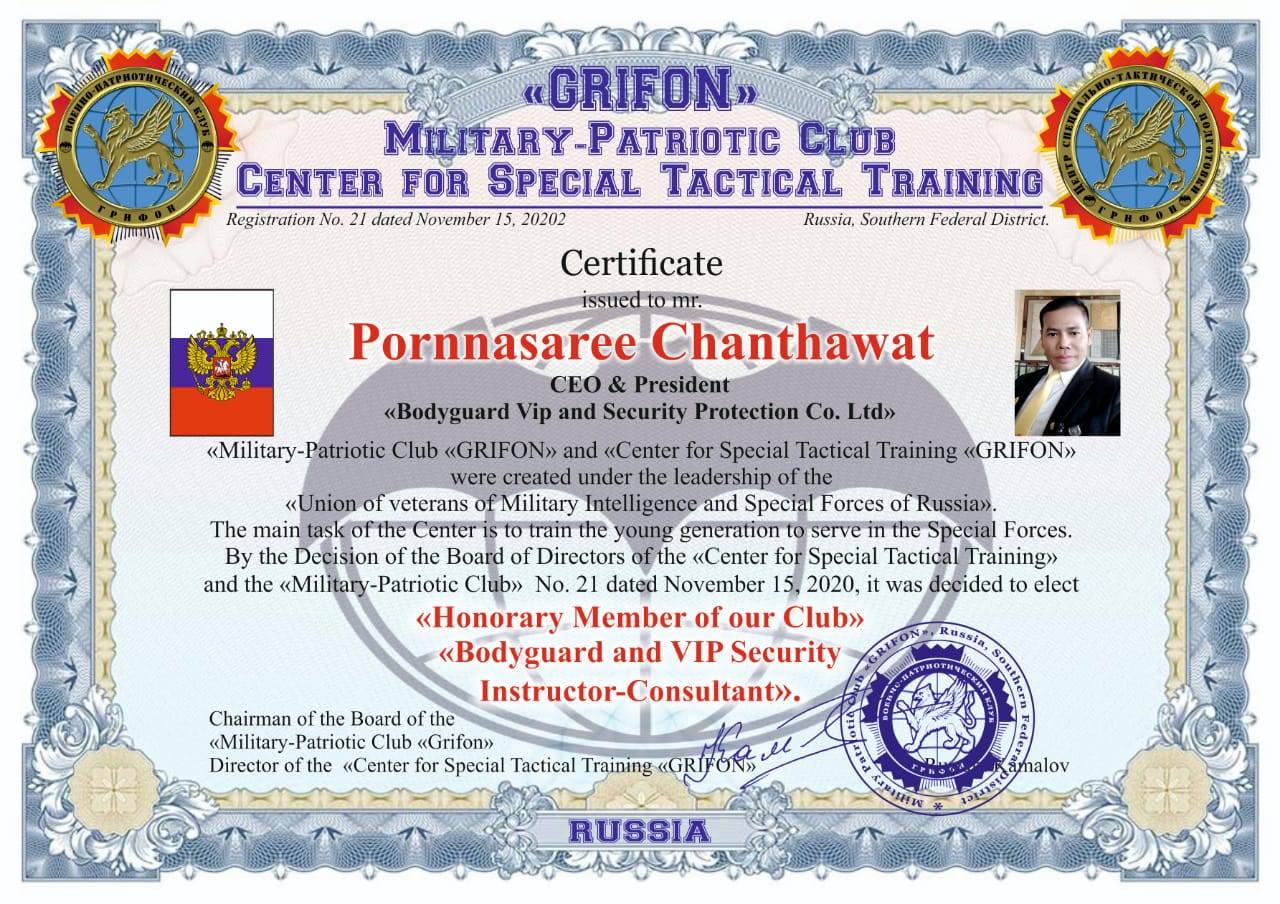 «GRIFON»
MILITARY-PATRIOTIC CLUB
CENTER FOR SPECIAL TACTICAL TRAINING
Registration No. 21 dated November 15, 20202
Russia, Southern Federal District.
ВОЕННО-ПАТРИОТИЧЕСКИЙ КЛУБ
ГРИФОН
ЦЕНТР СПЕЦИАЛЬНО-ТАКТИЧЕСКОЙ ПОДГОТОВКИ
ГРИФОН
Certificate
issued to mr.
Pornnasaree Chanthawat
CEO & President
«Bodyguard Vip and Security Protection Co. Ltd»
«Military-Patriotic Club «GRIFON» and «Center for Special Tactical Training «GRIFON»
were created under the leadership of the
«Union of veterans of Military Intelligence and Special Forces of Russia».
The main task of the Center is to train the young generation to serve in the Special Forces.
By the Decision of the Board of Directors of the «Center for Special Tactical Training»
and the «Military-Patriotic Club» No. 21 dated November 15, 2020, it was decided to elect
«Honorary Member of our Club»
«Bodyguard and VIP Security
Instructor-Consultant».
Chairman of the Board of the
«Military-Patriotic Club «Grifon»
Director of the «Center for Special Tactical Training «GRIFON»
Kamalov
Military Patriotic Club «GRIFON», Russia, Southern Federal District
ВОЕННО-ПАТРИОТИЧЕСКИЙ КЛУБ
ГРИФОН
RUSSIA